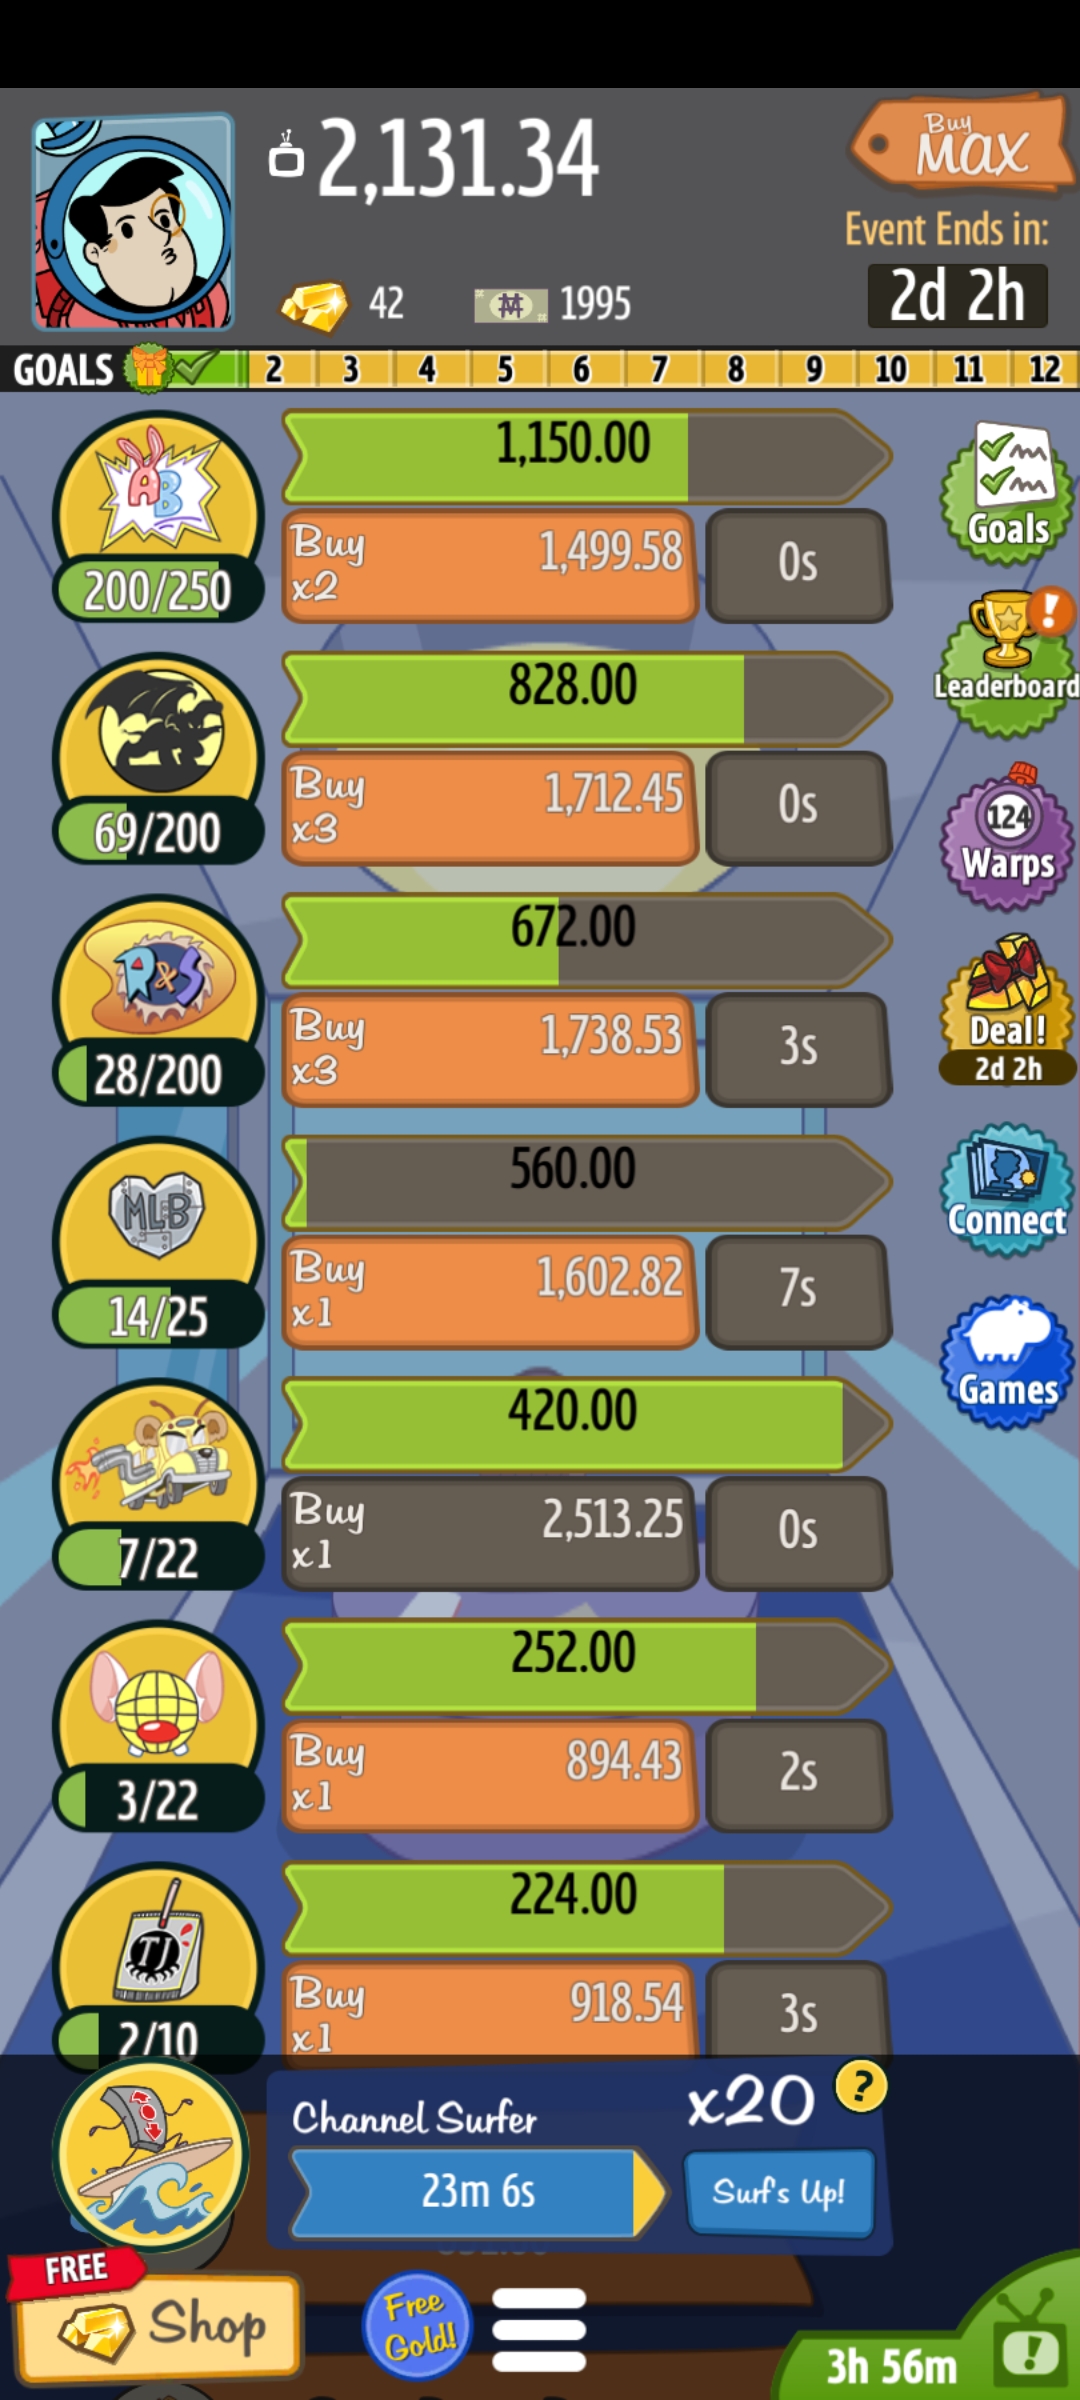 2,131.34
Buy
MAX
Event Ends in:
42
1995
2d 2h
GOALS 2 3 4 5 6 7 8 9 10 11 12
AB
1,150.00
Buy
x2
1,499.58
0s
200/250
Goals
828.00
Buy
x3
1,712.45
0s
69/200
Leaderboard
!
R&S
672.00
Buy
x3
1,738.53
3s
28/200
124
Warps
Deal!
2d 2h
MLB
560.00
Buy
x1
1,602.82
7s
14/25
Connect
420.00
Buy
x1
2,513.25
0s
7/22
Games
252.00
Buy
x1
894.43
2s
3/22
TJ
224.00
Buy
x1
918.54
3s
2/10
Channel Surfer
x20
?
23m 6s
Surf's Up!
FREE
Shop
Free
Gold!
3h 56m
!